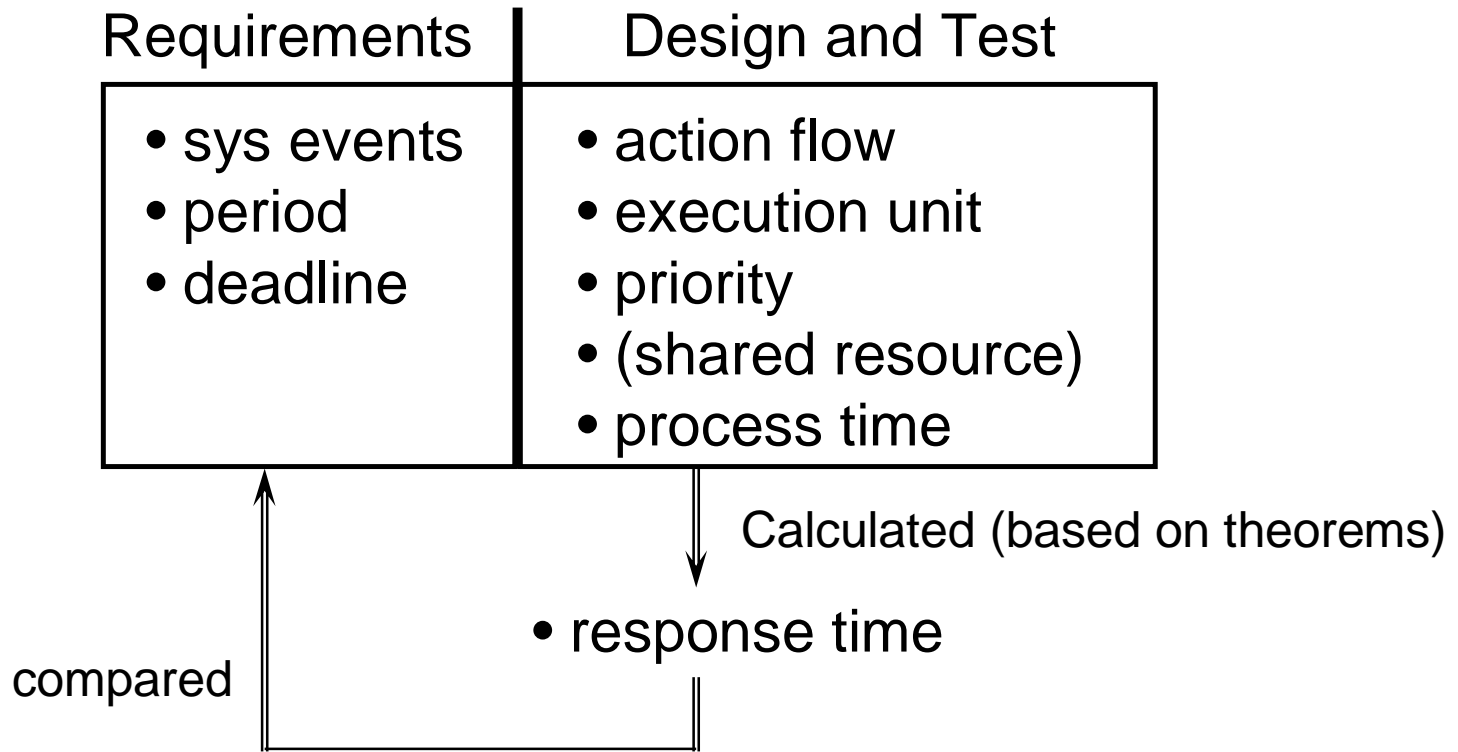 Requirements
Design and Test
• sys events
• period
• deadline
• action flow
• execution unit
• priority
• (shared resource)
• process time
Calculated (based on theorems)
• response time
compared